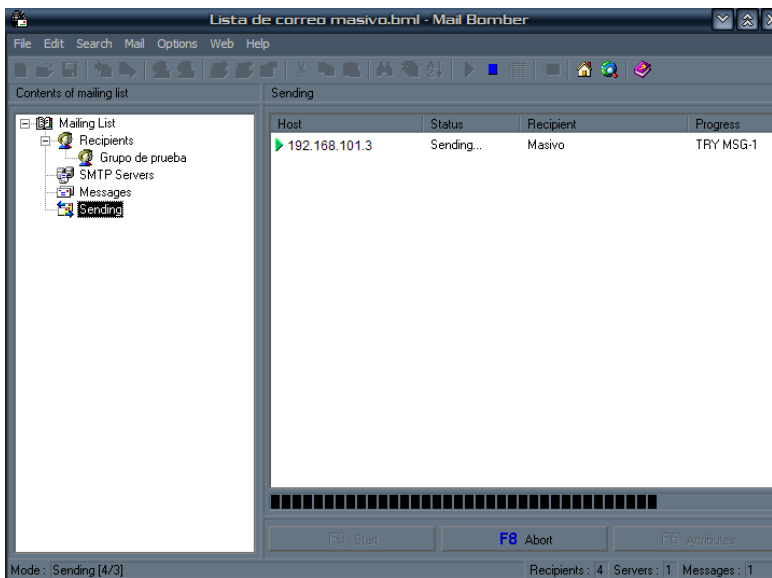 Lista de correo masivo.bml - Mail Bomber
File Edit Search Mail Options Web Help
Contents of mailing list
Sending
Mailing List
Recipients
Grupo de prueba
SMTP Servers
Messages
Sending
Host Status Recipient Progress
192.168.101.3 Sending... Masivo TRY MSG-1
Start
F8 Abort
Attributes
Mode : Sending [4/3] Recipients : 4 Servers : 1 Messages : 1